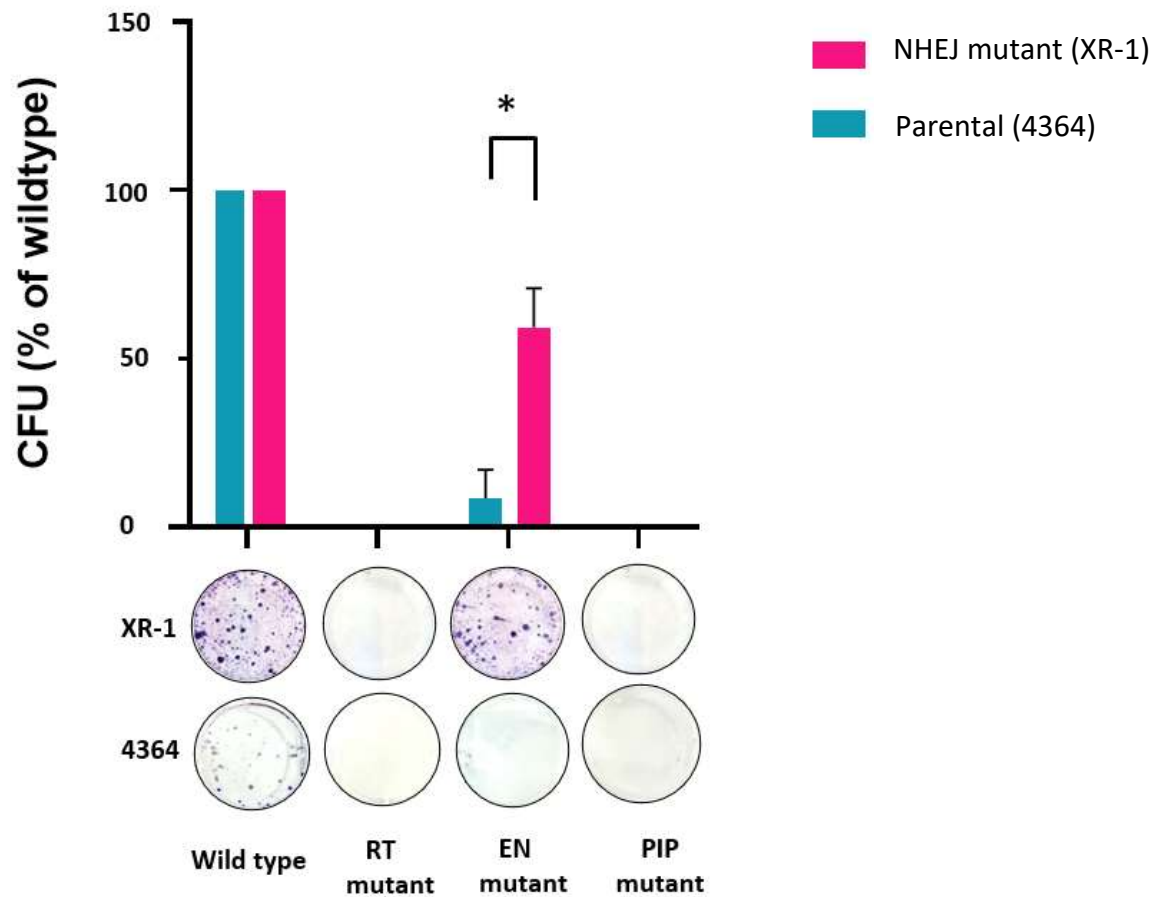 CFU (% of wildtype)
150
100
50
0
*
NHEJ mutant (XR-1)
Parental (4364)
XR-1
4364
Wild type
RT
mutant
EN
mutant
PIP
mutant